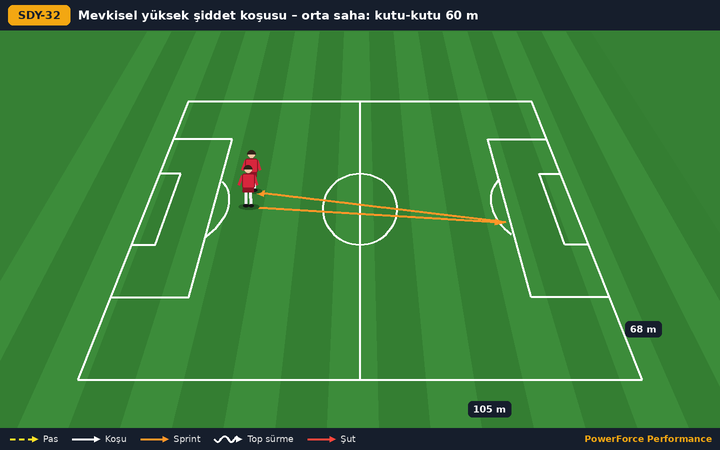 SDY-32 Mevkisel yüksek şiddet koşusu – orta saha: kutu-kutu 60 m
68 m
105 m
Pas Koşu Sprint Top sürme Şut PowerForce Performance